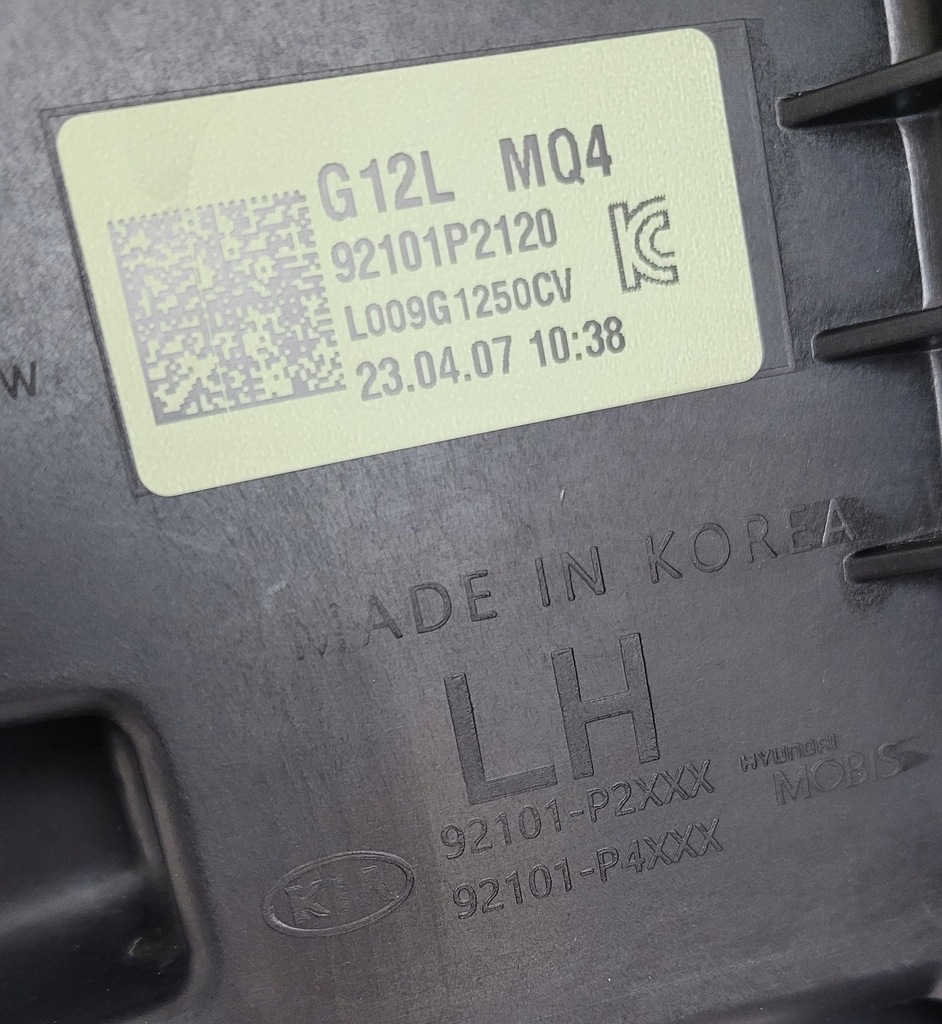 G12L MQ4
92101P2120
L009G1250CV
23.04.07 10:38
W
MADE IN KOREA
LH
92101-P2XXX
HYUNDAI
MOBIS
92101-P4XXX
KIA